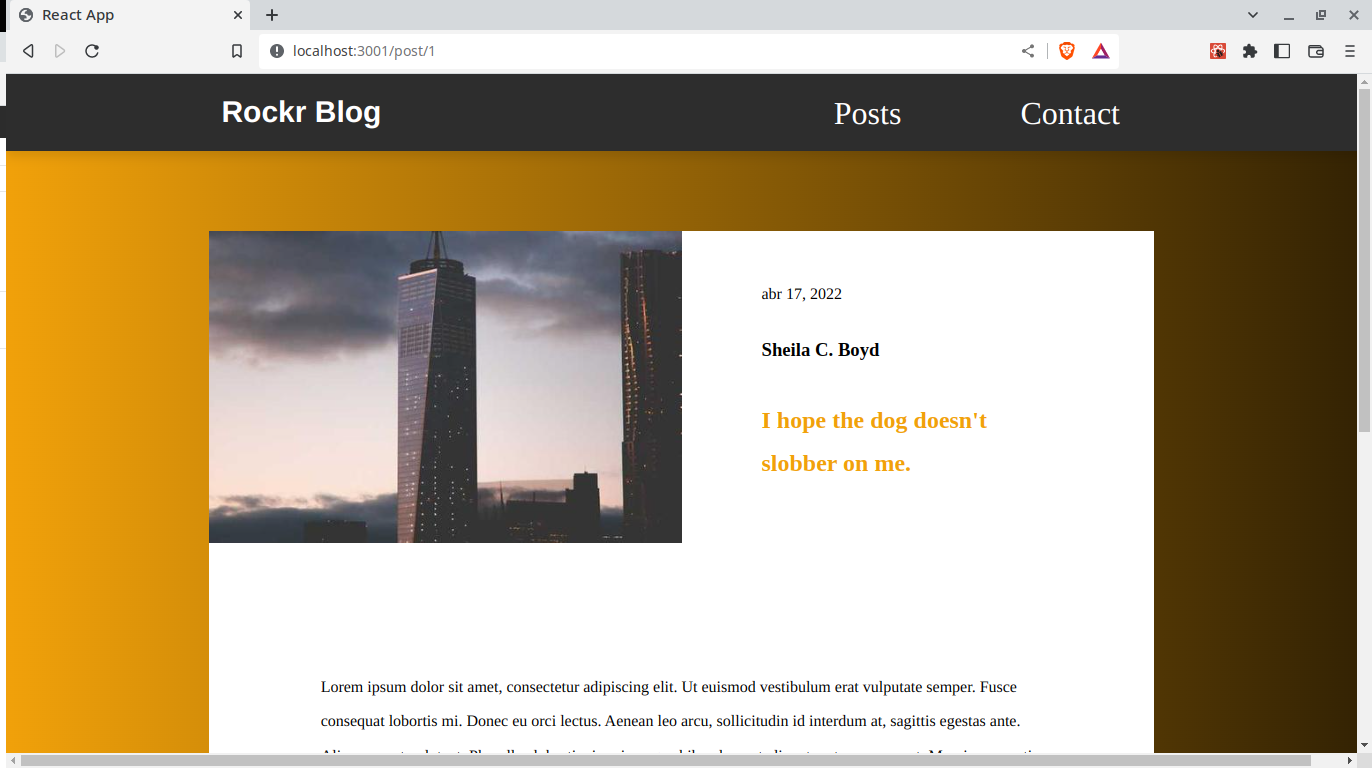 React App
localhost:3001/post/1
Rockr Blog
Posts
Contact
abr 17, 2022
Sheila C. Boyd
I hope the dog doesn't
slobber on me.
Lorem ipsum dolor sit amet, consectetur adipiscing elit. Ut euismod vestibulum erat vulputate semper. Fusce
consequat lobortis mi. Donec eu orci lectus. Aenean leo arcu, sollicitudin id interdum at, sagittis egestas ante.